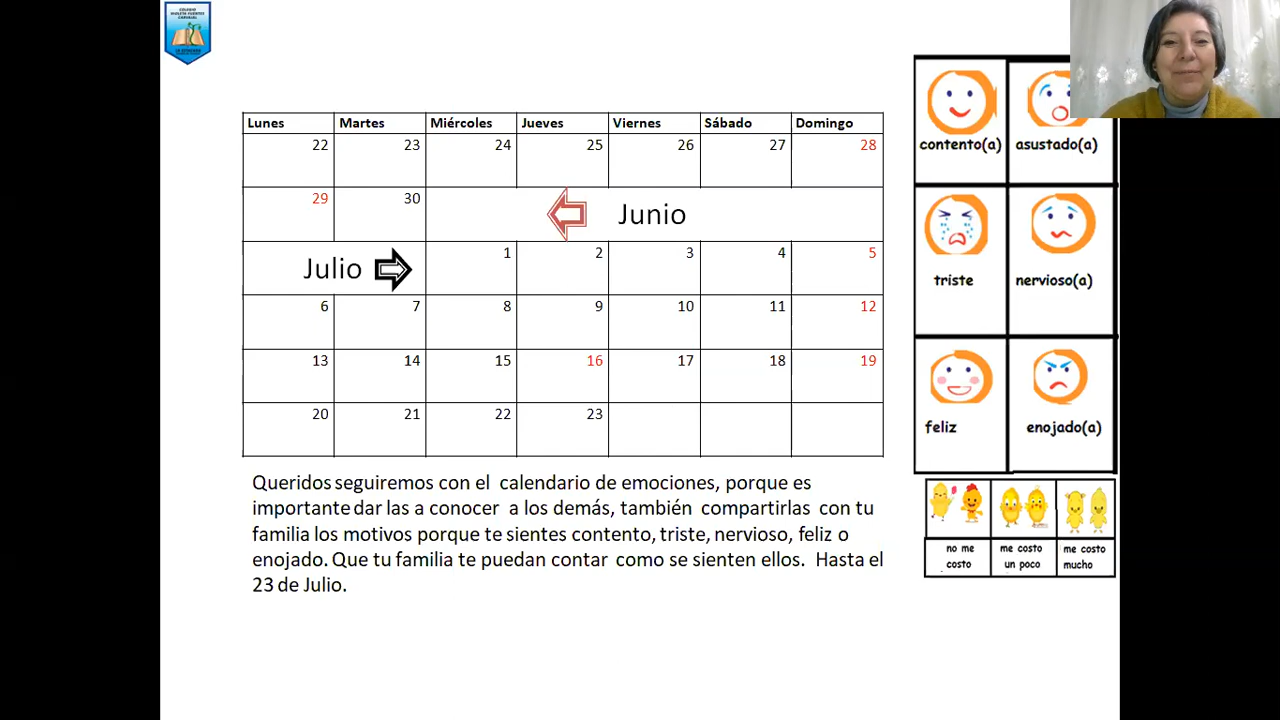 COLEGIO
VIOLETA FUENTES
CARVAJAL
Lunes Martes Miércoles Jueves Viernes Sábado Domingo
22 23 24 25 26 27 28
29 30 Junio
Julio 1 2 3 4 5
6 7 8 9 10 11 12
13 14 15 16 17 18 19
20 21 22 23
Queridos seguiremos con el calendario de emociones, porque es
importante dar las a conocer a los demás, también compartirlas con tu
familia los motivos porque te sientes contento, triste, nervioso, feliz o
enojado. Que tu familia te puedan contar como se sienten ellos. Hasta el
23 de Julio.
contento(a) asustado(a)
triste nervioso(a)
feliz enojado(a)
no me me costo me costo
costo un poco mucho